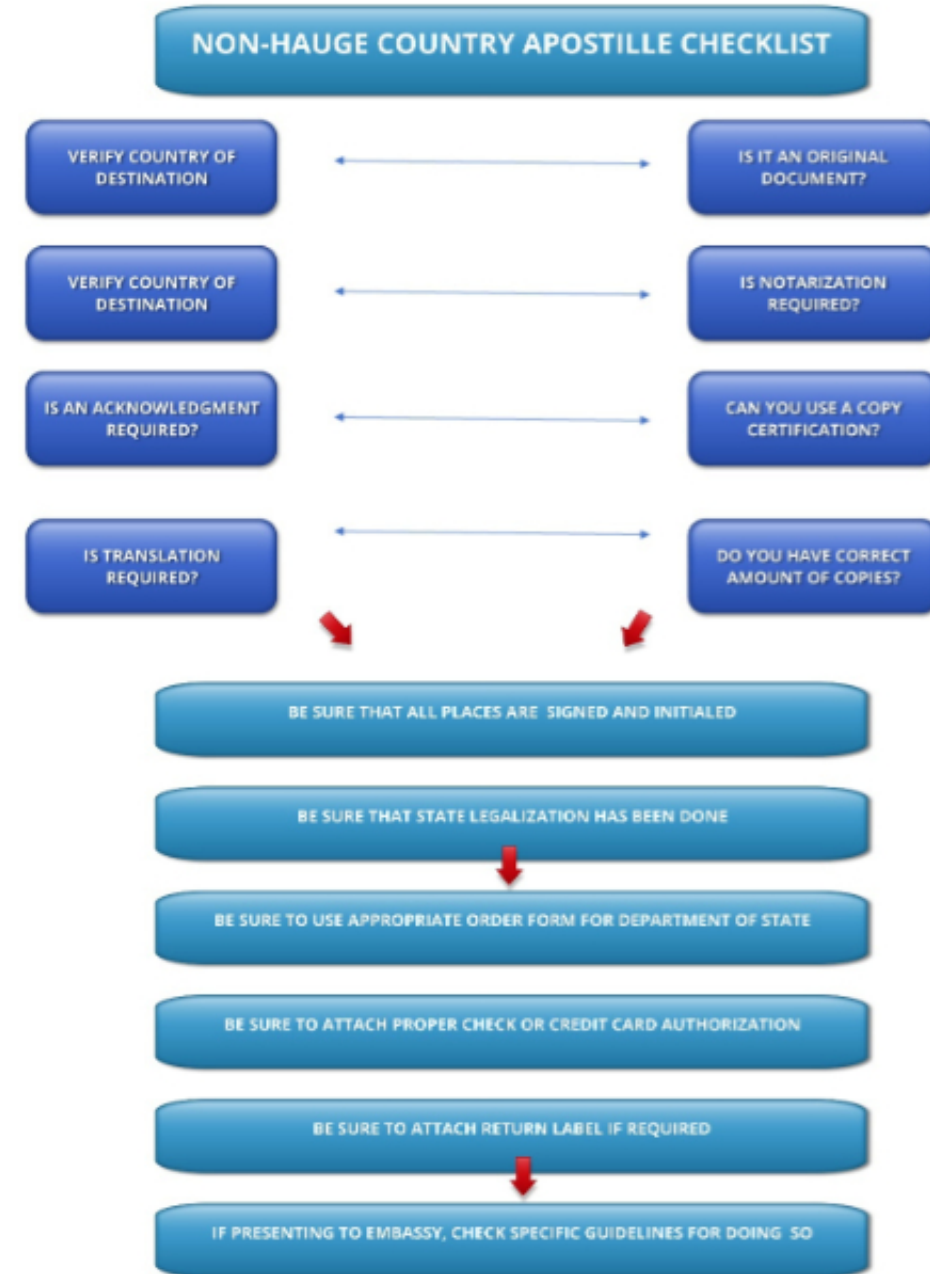 NON-HAUGE COUNTRY APOSTILLE CHECKLIST
VERIFY COUNTRY OF
DESTINATION
IS IT AN ORIGINAL
DOCUMENT?
VERIFY COUNTRY OF
DESTINATION
IS NOTARIZATION
REQUIRED?
IS AN ACKNOWLEDGMENT
REQUIRED?
CAN YOU USE A COPY
CERTIFICATION?
IS TRANSLATION
REQUIRED?
DO YOU HAVE CORRECT
AMOUNT OF COPIES?
BE SURE THAT ALL PLACES ARE SIGNED AND INITIALED
BE SURE THAT STATE LEGALIZATION HAS BEEN DONE
BE SURE TO USE APPROPRIATE ORDER FORM FOR DEPARTMENT OF STATE
BE SURE TO ATTACH PROPER CHECK OR CREDIT CARD AUTHORIZATION
BE SURE TO ATTACH RETURN LABEL IF REQUIRED
IF PRESENTING TO EMBASSY, CHECK SPECIFIC GUIDELINES FOR DOING SO